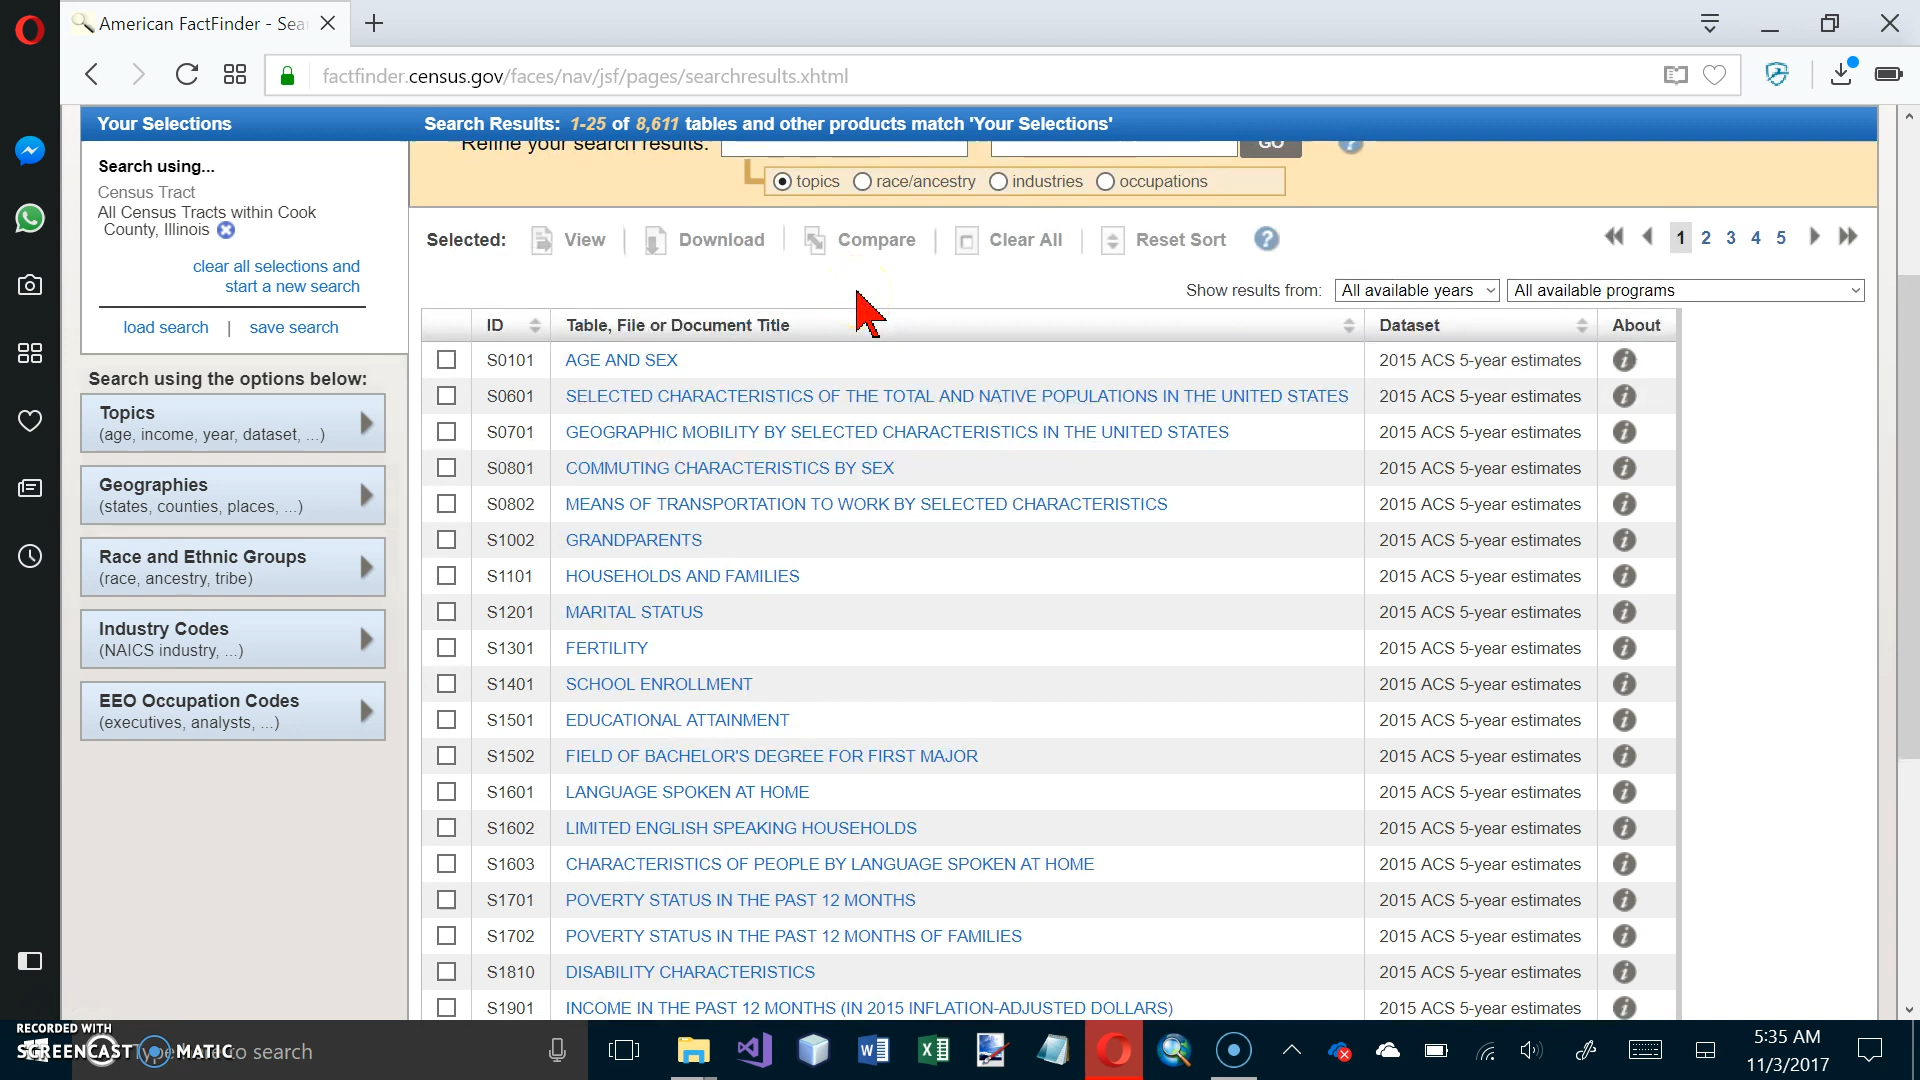 American FactFinder - Sea
factfinder.census.gov/faces/nav/jsf/pages/searchresults.xhtml
Your Selections
Search Results: 1-25 of 8,611 tables and other products match 'Your Selections'
Search using...
Census Tract
All Census Tracts within Cook
County, Illinois
clear all selections and
start a new search
load search | save search
Search using the options below:
Topics
(age, income, year, dataset, ...)
Geographies
(states, counties, places, ...)
Race and Ethnic Groups
(race, ancestry, tribe)
Industry Codes
(NAICS industry, ...)
EEO Occupation Codes
(executives, analysts, ...)
Refine your search results: GO
topics race/ancestry industries occupations
Selected: View | Download | Compare | Clear All | Reset Sort
1 2 3 4 5
Show results from: All available years All available programs
ID Table, File or Document Title Dataset About
S0101 AGE AND SEX 2015 ACS 5-year estimates
S0601 SELECTED CHARACTERISTICS OF THE TOTAL AND NATIVE POPULATIONS IN THE UNITED STATES 2015 ACS 5-year estimates
S0701 GEOGRAPHIC MOBILITY BY SELECTED CHARACTERISTICS IN THE UNITED STATES 2015 ACS 5-year estimates
S0801 COMMUTING CHARACTERISTICS BY SEX 2015 ACS 5-year estimates
S0802 MEANS OF TRANSPORTATION TO WORK BY SELECTED CHARACTERISTICS 2015 ACS 5-year estimates
S1002 GRANDPARENTS 2015 ACS 5-year estimates
S1101 HOUSEHOLDS AND FAMILIES 2015 ACS 5-year estimates
S1201 MARITAL STATUS 2015 ACS 5-year estimates
S1301 FERTILITY 2015 ACS 5-year estimates
S1401 SCHOOL ENROLLMENT 2015 ACS 5-year estimates
S1501 EDUCATIONAL ATTAINMENT 2015 ACS 5-year estimates
S1502 FIELD OF BACHELOR'S DEGREE FOR FIRST MAJOR 2015 ACS 5-year estimates
S1601 LANGUAGE SPOKEN AT HOME 2015 ACS 5-year estimates
S1602 LIMITED ENGLISH SPEAKING HOUSEHOLDS 2015 ACS 5-year estimates
S1603 CHARACTERISTICS OF PEOPLE BY LANGUAGE SPOKEN AT HOME 2015 ACS 5-year estimates
S1701 POVERTY STATUS IN THE PAST 12 MONTHS 2015 ACS 5-year estimates
S1702 POVERTY STATUS IN THE PAST 12 MONTHS OF FAMILIES 2015 ACS 5-year estimates
S1810 DISABILITY CHARACTERISTICS 2015 ACS 5-year estimates
S1901 INCOME IN THE PAST 12 MONTHS (IN 2015 INFLATION-ADJUSTED DOLLARS) 2015 ACS 5-year estimates
RECORDED WITH
SCREENCAST MATIC
to search
5:35 AM
11/3/2017